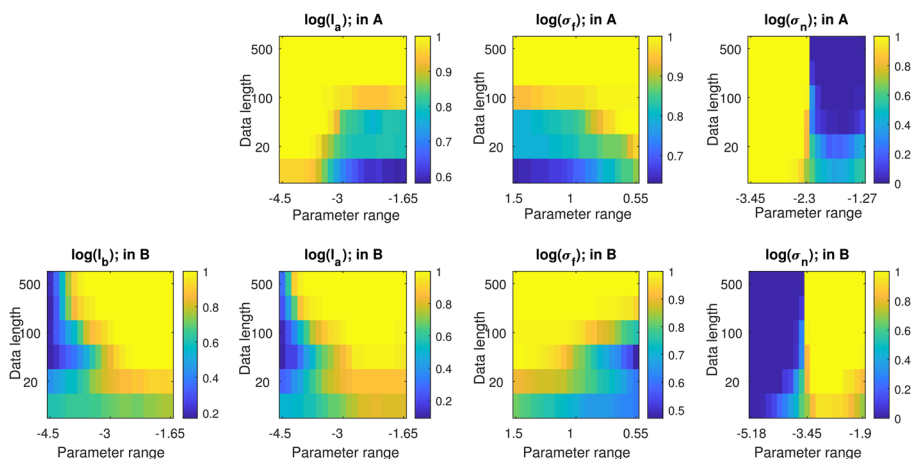 log(l_a); in A
log(σ_f); in A
log(σ_n); in A
Data length
500
100
20
-4.5 -3 -1.65
Parameter range
1
0.9
0.8
0.7
0.6
Data length
500
100
20
1.5 1 0.55
Parameter range
1
0.9
0.8
0.7
Data length
500
100
20
-3.45 -2.3 -1.27
Parameter range
1
0.8
0.6
0.4
0.2
0
log(l_b); in B
log(l_a); in B
log(σ_f); in B
log(σ_n); in B
Data length
500
100
20
-4.5 -3 -1.65
Parameter range
1
0.8
0.6
0.4
0.2
Data length
500
100
20
-4.5 -3 -1.65
Parameter range
1
0.8
0.6
0.4
0.2
Data length
500
100
20
1.5 1 0.55
Parameter range
1
0.9
0.8
0.7
0.6
0.5
Data length
500
100
20
-5.18 -3.45 -1.9
Parameter range
1
0.8
0.6
0.4
0.2
0